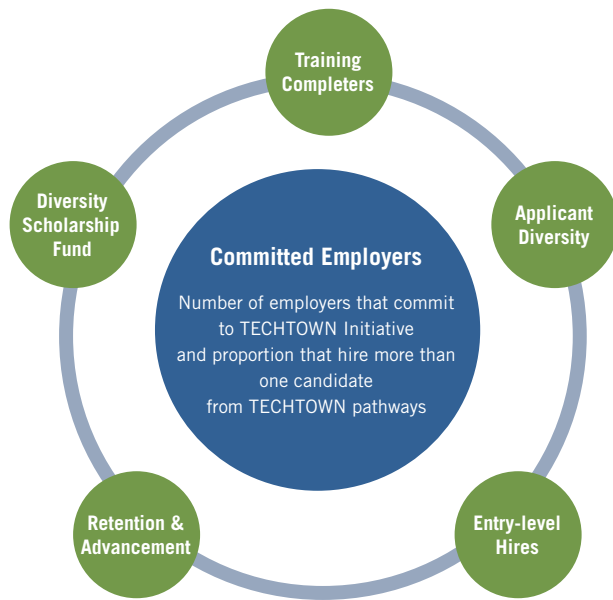 Training
Completers
Diversity
Scholarship
Fund
Applicant
Diversity
Committed Employers
Number of employers that commit
to TECHTOWN Initiative
and proportion that hire more than
one candidate
from TECHTOWN pathways
Retention &
Advancement
Entry-level
Hires